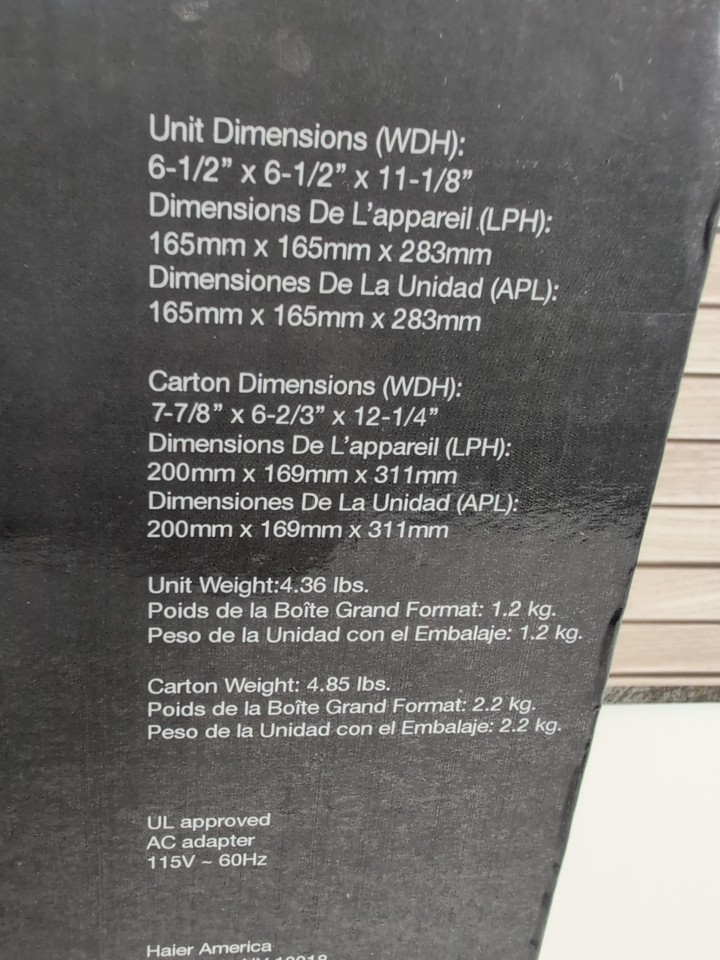 Unit Dimensions (WDH):
6-1/2” x 6-1/2” x 11-1/8”
Dimensions De L’appareil (LPH):
165mm x 165mm x 283mm
Dimensiones De La Unidad (APL):
165mm x 165mm x 283mm
Carton Dimensions (WDH):
7-7/8” x 6-2/3” x 12-1/4”
Dimensions De L’appareil (LPH):
200mm x 169mm x 311mm
Dimensiones De La Unidad (APL):
200mm x 169mm x 311mm
Unit Weight:4.36 lbs.
Poids de la Boîte Grand Format: 1.2 kg.
Peso de la Unidad con el Embalaje: 1.2 kg.
Carton Weight: 4.85 lbs.
Poids de la Boîte Grand Format: 2.2 kg.
Peso de la Unidad con el Embalaje: 2.2 kg.
UL approved
AC adapter
115V ~ 60Hz
Haier America
NY 10018